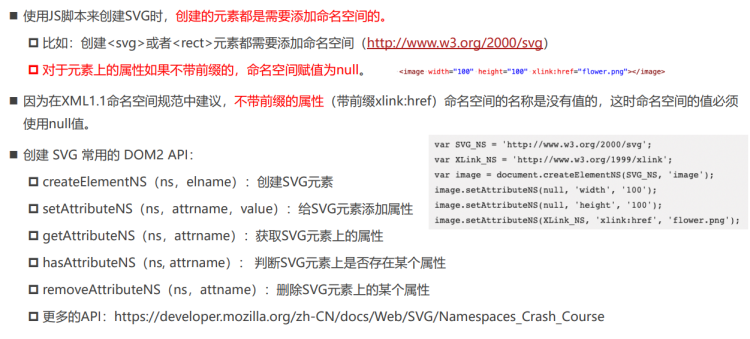 使用JS脚本来创建SVG时，创建的元素都是需要添加命名空间的。
比如：创建<svg>或者<rect>元素都需要添加命名空间（http://www.w3.org/2000/svg）
对于元素上的属性如果不带前缀的，命名空间赋值为null。
<image width="100" height="100" xlink:href="flower.png"></image>
因为在XML1.1命名空间规范中建议，不带前缀的属性（带前缀xlink:href）命名空间的名称是没有值的，这时命名空间的值必须
使用null值。
创建 SVG 常用的 DOM2 API：
createElementNS（ns，elname）：创建SVG元素
setAttributeNS（ns，attrname，value）：给SVG元素添加属性
getAttributeNS（ns，attrname）：获取SVG元素上的属性
hasAttributeNS（ns, attrname）： 判断SVG元素上是否存在某个属性
removeAttributeNS（ns，attname）：删除SVG元素上的某个属性
更多的API：https://developer.mozilla.org/zh-CN/docs/Web/SVG/Namespaces_Crash_Course
var SVG_NS = 'http://www.w3.org/2000/svg';
var XLink_NS = 'http://www.w3.org/1999/xlink';
var image = document.createElementNS(SVG_NS, 'image');
image.setAttributeNS(null, 'width', '100');
image.setAttributeNS(null, 'height', '100');
image.setAttributeNS(XLink_NS, 'xlink:href', 'flower.png');